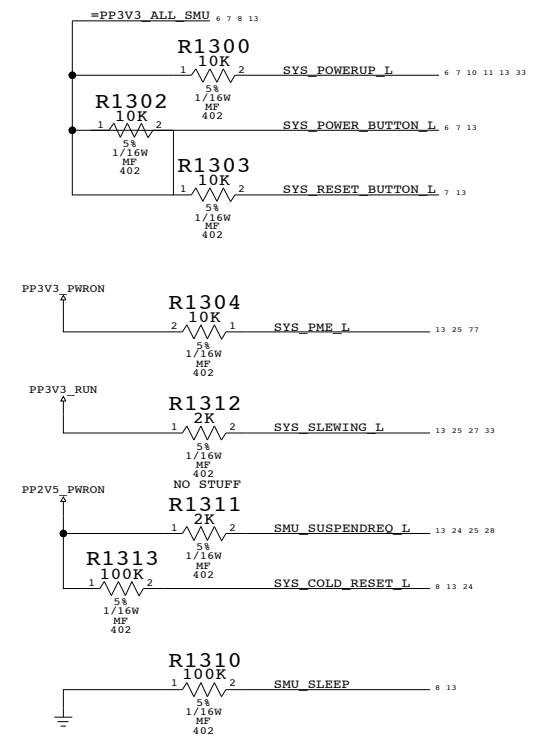 =PP3V3_ALL_SMU 6 7 8 13
R1300
10K
1 2 SYS_POWERUP_L 6 7 10 11 13 33
5%
1/16W
MF
402
R1302
10K
1 2 SYS_POWER_BUTTON_L 6 7 13
5%
1/16W
MF
402
R1303
10K
1 2 SYS_RESET_BUTTON_L 7 13
5%
1/16W
MF
402
PP3V3_PWRON
R1304
10K
2 1 SYS_PME_L 13 25 77
5%
1/16W
MF
402
PP3V3_RUN
R1312
2K
1 2 SYS_SLEWING_L 13 25 27 33
5%
1/16W
MF
402
NO STUFF
PP2V5_PWRON
R1311
2K
1 2 SMU_SUSPENDREQ_L 13 24 25 28
5%
1/16W
MF
402
R1313
100K
1 2 SYS_COLD_RESET_L 8 13 24
5%
1/16W
MF
402
R1310
100K
1 2 SMU_SLEEP 8 13
5%
1/16W
MF
402